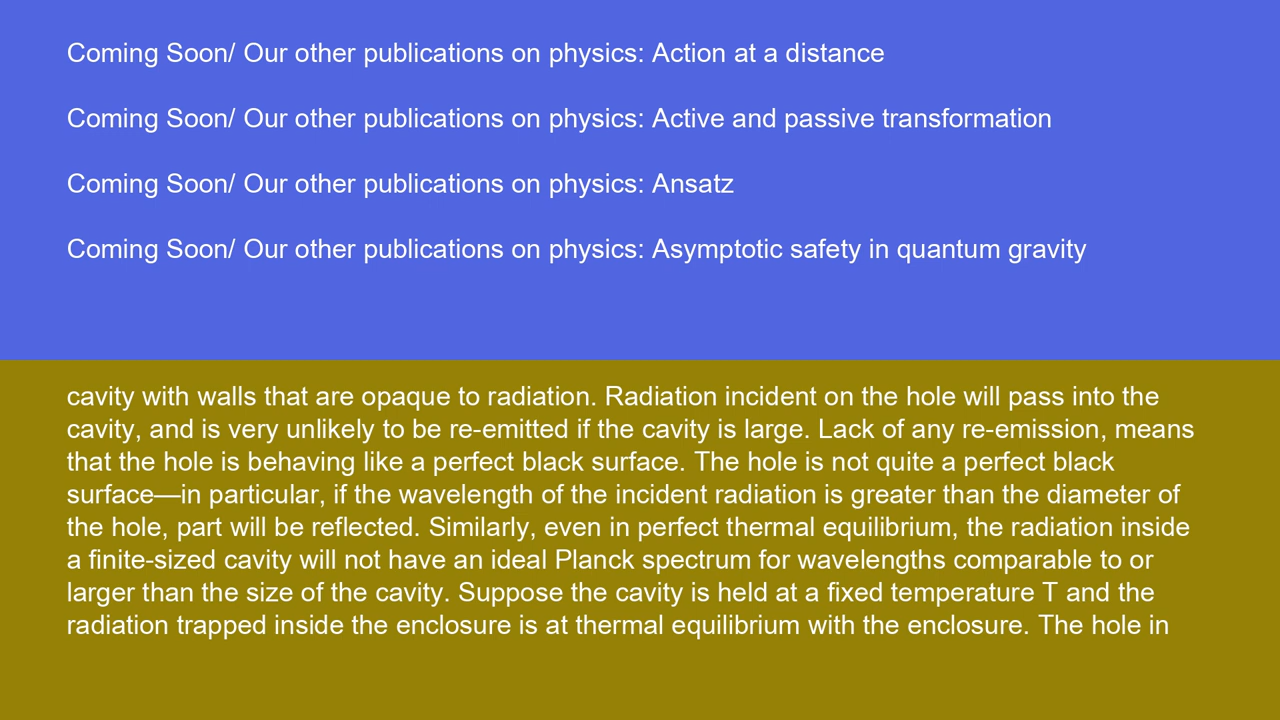 Coming Soon/ Our other publications on physics: Action at a distance
Coming Soon/ Our other publications on physics: Active and passive transformation
Coming Soon/ Our other publications on physics: Ansatz
Coming Soon/ Our other publications on physics: Asymptotic safety in quantum gravity
cavity with walls that are opaque to radiation. Radiation incident on the hole will pass into the
cavity, and is very unlikely to be re-emitted if the cavity is large. Lack of any re-emission, means
that the hole is behaving like a perfect black surface. The hole is not quite a perfect black
surface—in particular, if the wavelength of the incident radiation is greater than the diameter of
the hole, part will be reflected. Similarly, even in perfect thermal equilibrium, the radiation inside
a finite-sized cavity will not have an ideal Planck spectrum for wavelengths comparable to or
larger than the size of the cavity. Suppose the cavity is held at a fixed temperature T and the
radiation trapped inside the enclosure is at thermal equilibrium with the enclosure. The hole in